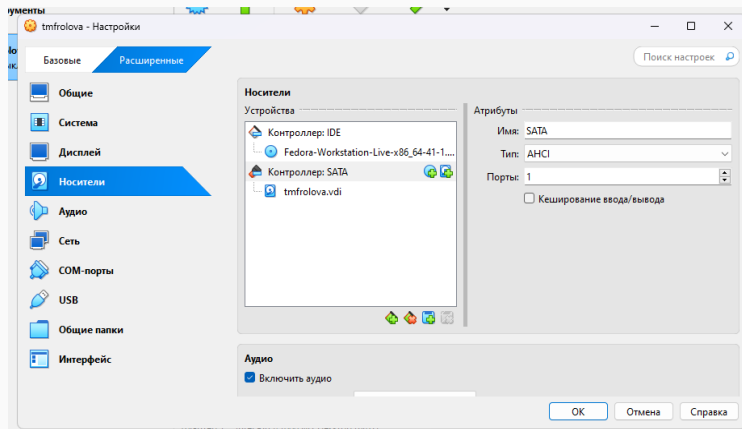 рументы
tmfrolova - Настройки
Базовые
Расширенные
Поиск настроек
Общие
Система
Дисплей
Носители
Аудио
Сеть
COM-порты
USB
Общие папки
Интерфейс
Носители
Устройства
Контроллер: IDE
Fedora-Workstation-Live-x86_64-41-1....
Контроллер: SATA
tmfrolova.vdi
Атрибуты
Имя: SATA
Тип: AHCI
Порты: 1
Кеширование ввода/вывода
Аудио
Включить аудио
OK
Отмена
Справка